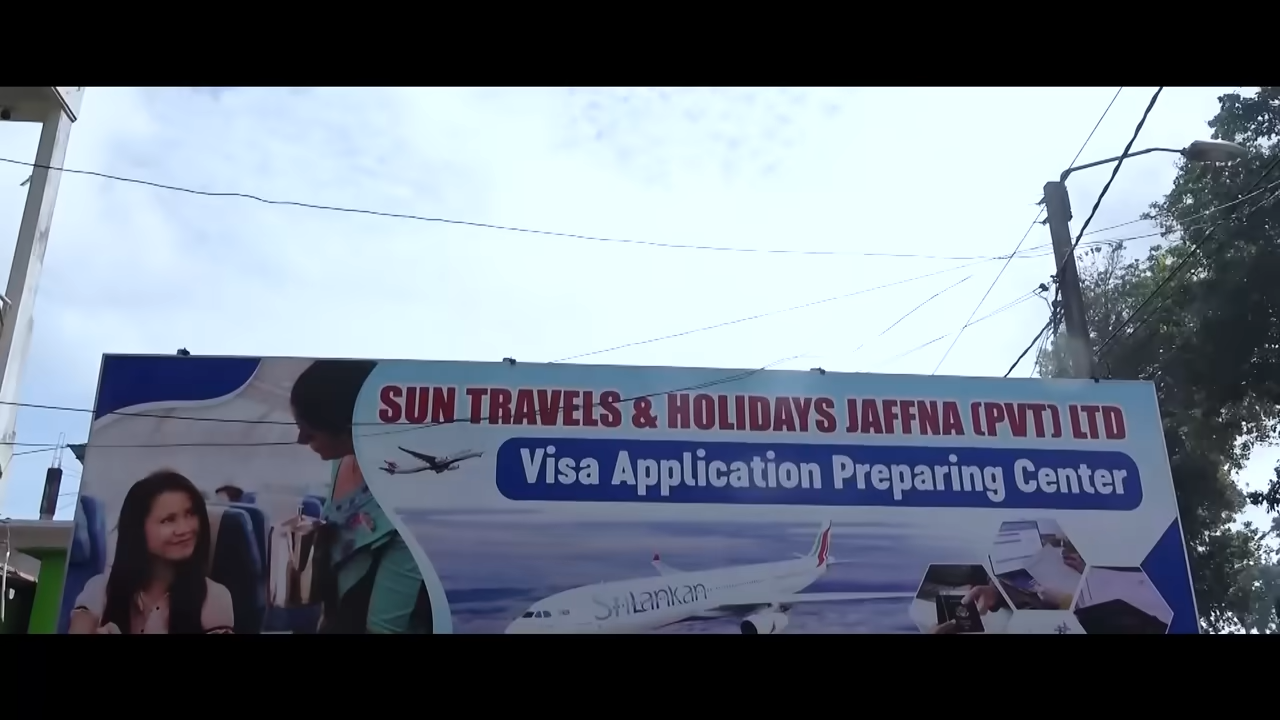 SUN TRAVELS & HOLIDAYS JAFFNA (PVT) LTD
Visa Application Preparing Center
SriLankan